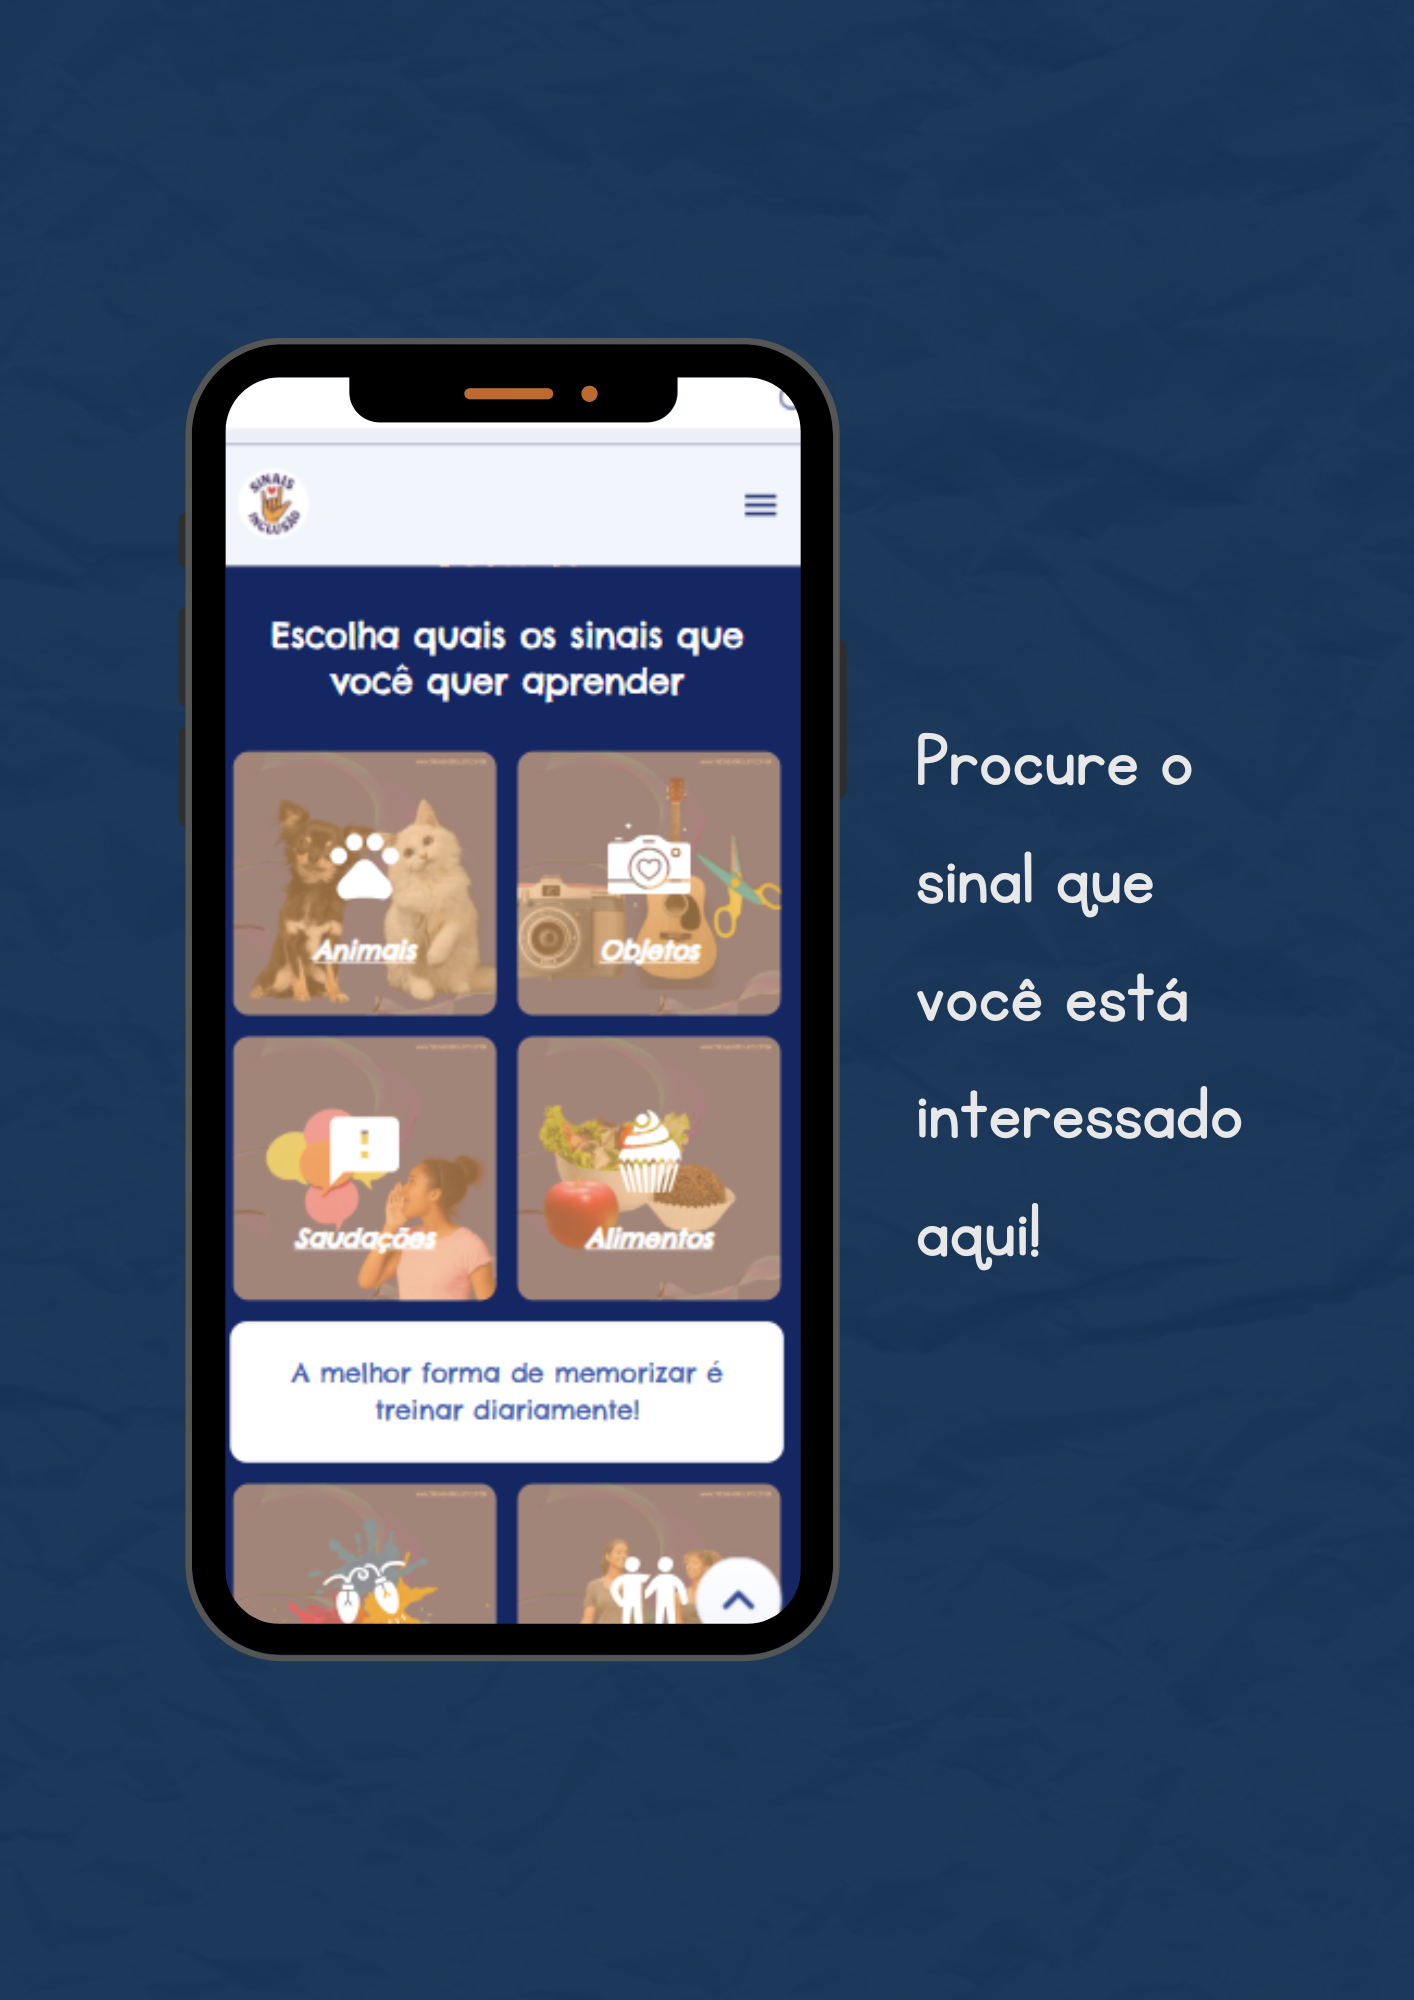 SINAIS
INCLUSÃO
Escolha quais os sinais que
você quer aprender
Animais
Objetos
Saudações
Alimentos
A melhor forma de memorizar é
treinar diariamente!
Procure o
sinal que
você está
interessado
aqui!